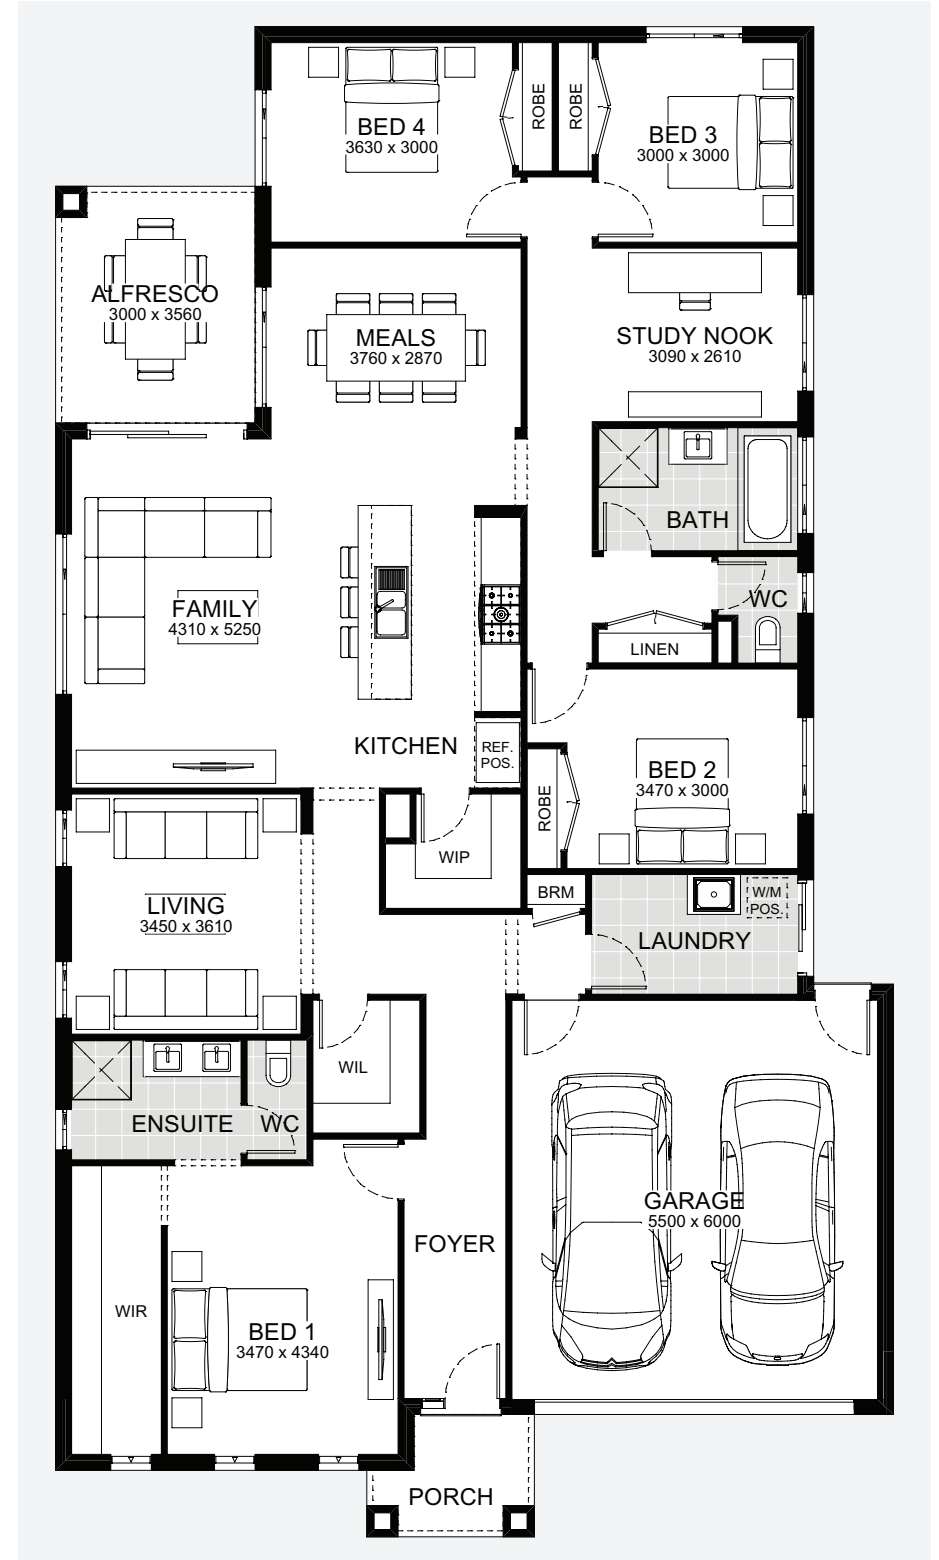 BED 4
3630 x 3000
ROBE
ROBE
BED 3
3000 x 3000
ALFRESCO
3000 x 3560
MEALS
3760 x 2870
STUDY NOOK
3090 x 2610
BATH
FAMILY
4310 x 5250
WC
LINEN
KITCHEN
REF.
POS.
BED 2
3470 x 3000
ROBE
WIP
BRM
W/M
POS.
LIVING
3450 x 3610
LAUNDRY
WIL
ENSUITE
WC
GARAGE
5500 x 6000
FOYER
WIR
BED 1
3470 x 4340
PORCH